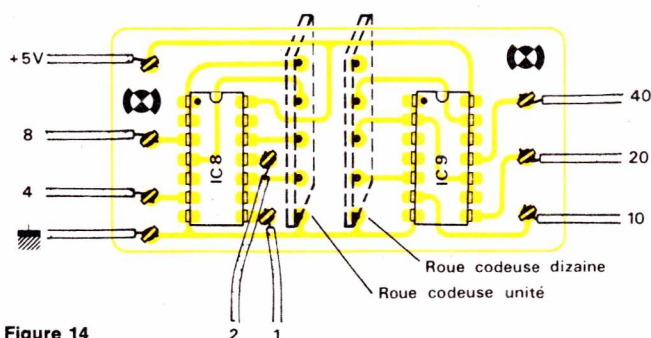 +5V
8
4
IC8
IC9
40
20
10
Roue codeuse dizaine
Roue codeuse unité
2 1
Figure 14